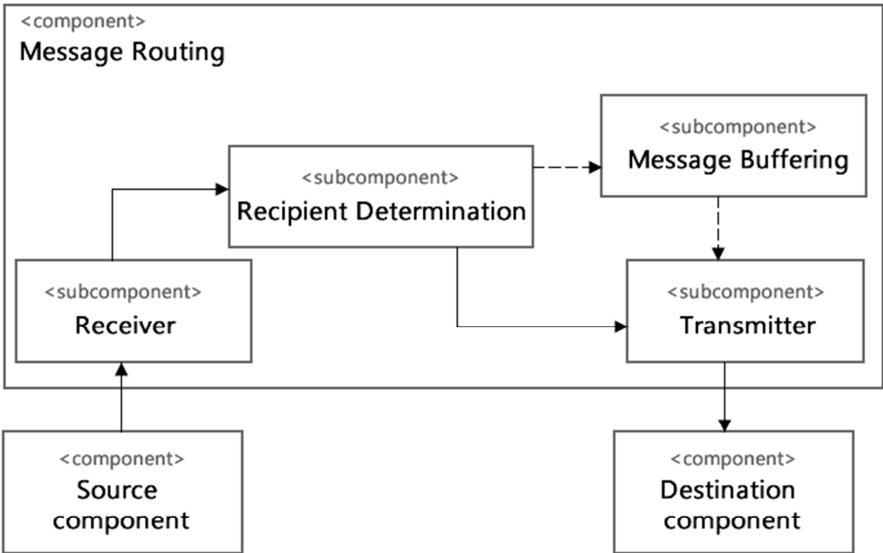 <component>
Message Routing
<subcomponent>
Message Buffering
<subcomponent>
Recipient Determination
<subcomponent>
Receiver
<subcomponent>
Transmitter
<component>
Source
component
<component>
Destination
component